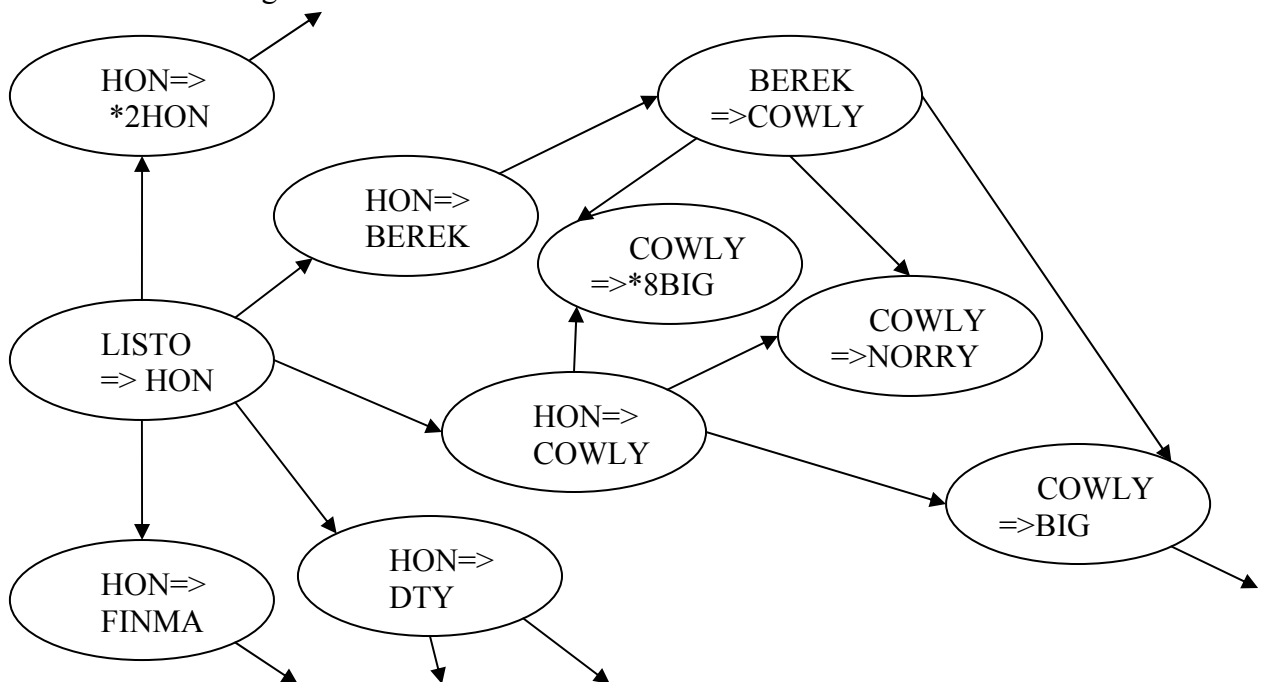 HON=>
*2HON
BEREK
=>COWLY
HON=>
BEREK
COWLY
=>*8BIG
COWLY
=>NORRY
LISTO
=> HON
HON=>
COWLY
COWLY
=>BIG
HON=>
DTY
HON=>
FINMA